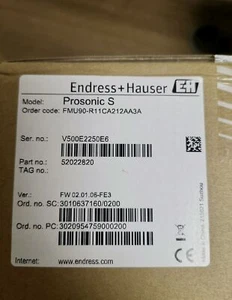 Endress+Hauser EH
Model: Prosonic S
Order code: FMU90-R11CA212AA3A
Ser. no.: V500E2250E6
Part no.: 52022820
TAG no.:
Ver.: FW 02.01.06-FE3
Ord. no. SC: 3010637160/0200
Ord. no. PC: 3020954759000200
Internet: www.endress.com